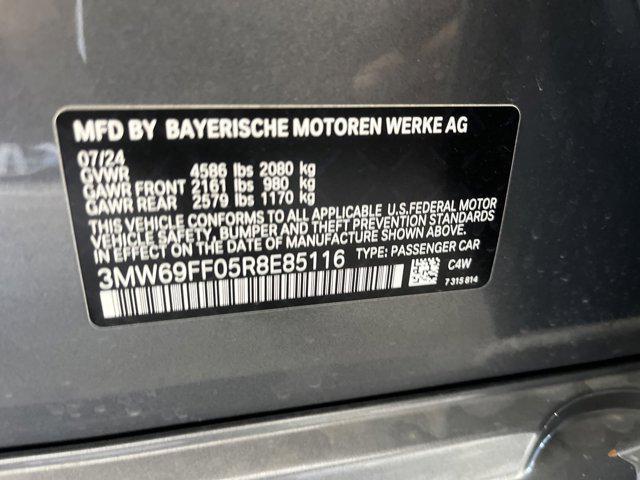 MFD BY BAYERISCHE MOTOREN WERKE AG
07/24
GVWR 4586 lbs 2080 kg
GAWR FRONT 2161 lbs 980 kg
GAWR REAR 2579 lbs 1170 kg
THIS VEHICLE CONFORMS TO ALL APPLICABLE U.S. FEDERAL MOTOR
VEHICLE SAFETY, BUMPER AND THEFT PREVENTION STANDARDS
IN EFFECT ON THE DATE OF MANUFACTURE SHOWN ABOVE.
3MW69FF05R8E85116 TYPE: PASSENGER CAR
C4W
7 315 814